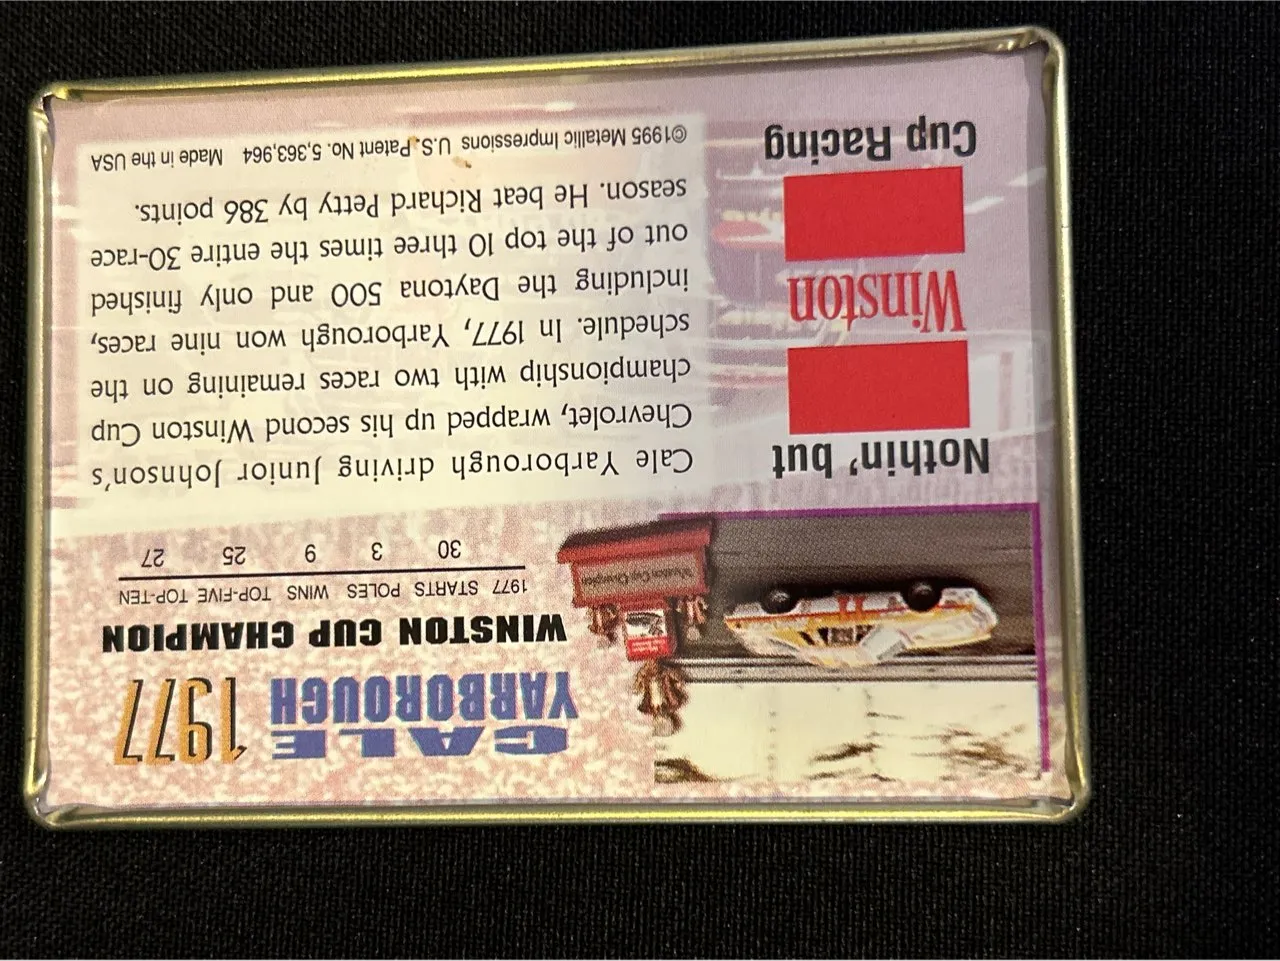 CALE
YARBOROUGH
1977
WINSTON CUP CHAMPION
1977 STARTS POLES WINS TOP-FIVE TOP-TEN
30 3 9 25 27
Cale Yarborough driving Junior Johnson's
Chevrolet, wrapped up his second Winston Cup
championship with two races remaining on the
schedule. In 1977, Yarborough won nine races,
including the Daytona 500 and only finished
out of the top 10 three times the entire 30-race
season. He beat Richard Petty by 386 points.
©1995 Metallic Impressions U.S. Patent No. 5,363,964 Made in the USA
Winston Cup Champion
11
Nothin' but
Winston
Cup Racing